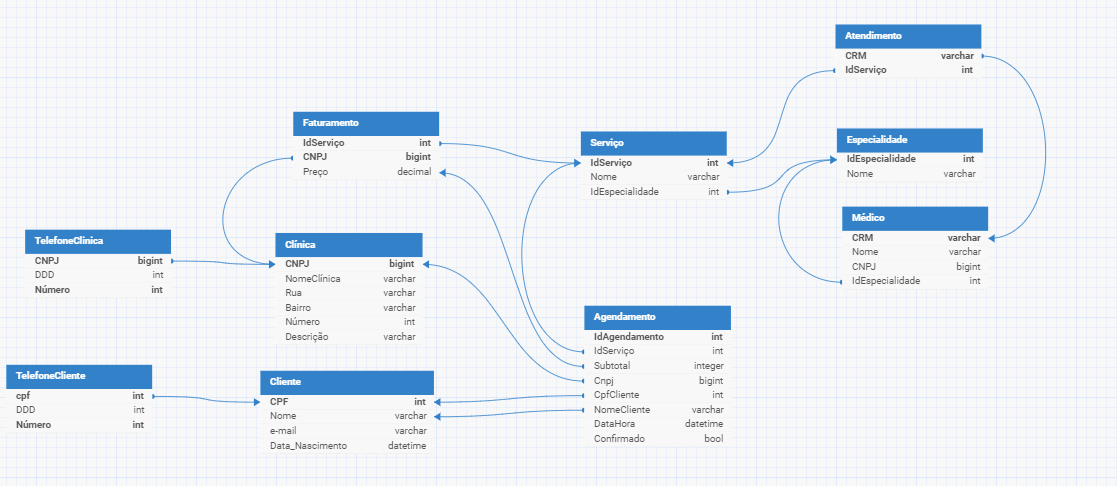 Atendimento
CRM varchar
IdServiço int
Faturamento
IdServiço int
CNPJ bigint
Preço decimal
Serviço
IdServiço int
Nome varchar
IdEspecialidade int
Especialidade
IdEspecialidade int
Nome varchar
Médico
CRM varchar
Nome varchar
CNPJ bigint
IdEspecialidade int
TelefoneClinica
CNPJ bigint
DDD int
Número int
Clínica
CNPJ bigint
NomeClínica varchar
Rua varchar
Bairro varchar
Número int
Descrição varchar
Agendamento
IdAgendamento int
IdServiço int
Subtotal integer
Cnpj bigint
CpfCliente int
NomeCliente varchar
DataHora datetime
Confirmado bool
TelefoneCliente
cpf int
DDD int
Número int
Cliente
CPF int
Nome varchar
e-mail varchar
Data_Nascimento datetime